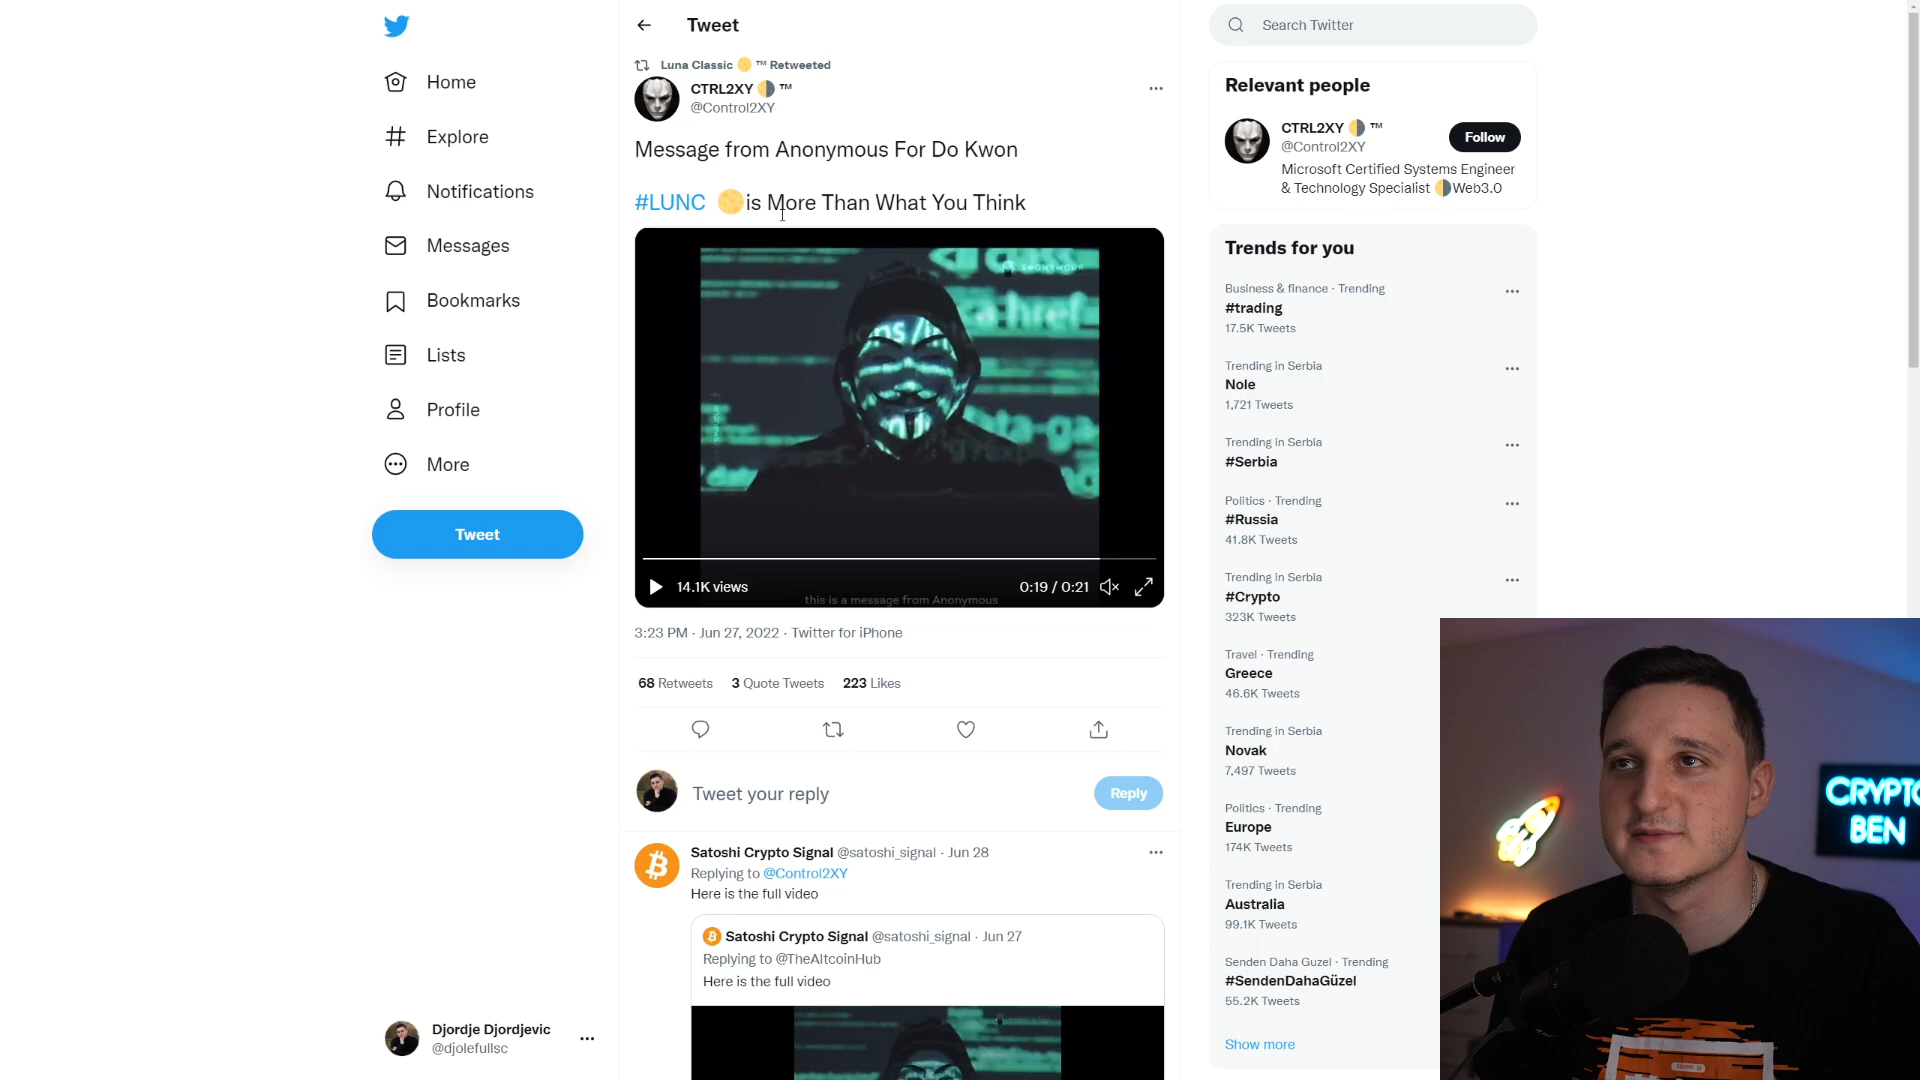 Tweet
Search Twitter
Luna Classic ™ Retweeted
CTRL2XY ™
@Control2XY
Message from Anonymous For Do Kwon
#LUNC is More Than What You Think
14.1K views
0:19 / 0:21
this is a message from Anonymous
3:23 PM · Jun 27, 2022 · Twitter for iPhone
68 Retweets 3 Quote Tweets 223 Likes
Tweet your reply
Reply
Satoshi Crypto Signal @satoshi_signal · Jun 28
Replying to @Control2XY
Here is the full video
Satoshi Crypto Signal @satoshi_signal · Jun 27
Replying to @TheAltcoinHub
Here is the full video
Home
Explore
Notifications
Messages
Bookmarks
Lists
Profile
More
Tweet
Djordje Djordjevic
@djolefullsc
Relevant people
CTRL2XY ™
@Control2XY
Follow
Microsoft Certified Systems Engineer
& Technology Specialist Web3.0
Trends for you
Business & finance · Trending
#trading
17.5K Tweets
Trending in Serbia
Nole
1,721 Tweets
Trending in Serbia
#Serbia
Politics · Trending
#Russia
41.8K Tweets
Trending in Serbia
#Crypto
323K Tweets
Travel · Trending
Greece
46.6K Tweets
Trending in Serbia
Novak
7,497 Tweets
Politics · Trending
Europe
174K Tweets
Trending in Serbia
Australia
99.1K Tweets
Senden Daha Guzel · Trending
#SendenDahaGüzel
55.2K Tweets
Show more
CRYPTO
BEN